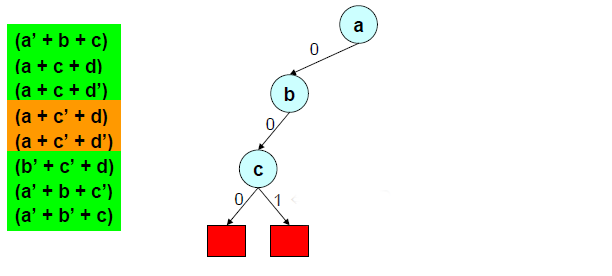 (a’ + b + c)
(a + c + d)
(a + c + d’)
(a + c’ + d)
(a + c’ + d’)
(b’ + c’ + d)
(a’ + b + c’)
(a’ + b’ + c)
a
0
b
0
c
0 1